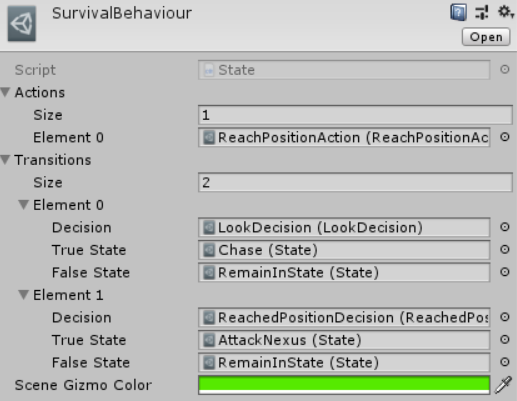 SurvivalBehaviour
Open
Script State
Actions
Size 1
Element 0 ReachPositionAction (ReachPositionAc
Transitions
Size 2
Element 0
Decision LookDecision (LookDecision)
True State Chase (State)
False State RemainInState (State)
Element 1
Decision ReachedPositionDecision (ReachedPos
True State AttackNexus (State)
False State RemainInState (State)
Scene Gizmo Color